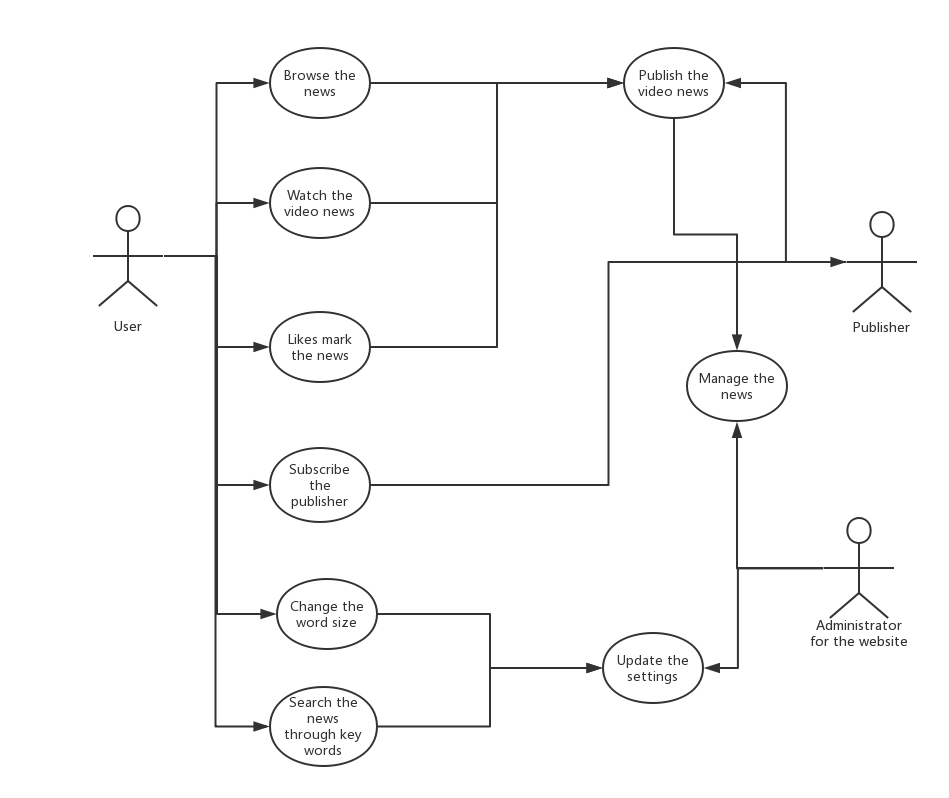 Browse the
news
Publish the
video news
Watch the
video news
User
Publisher
Likes mark
the news
Manage the
news
Subscribe
the
publisher
Change the
word size
Administrator
for the website
Update the
settings
Search the
news
through key
words